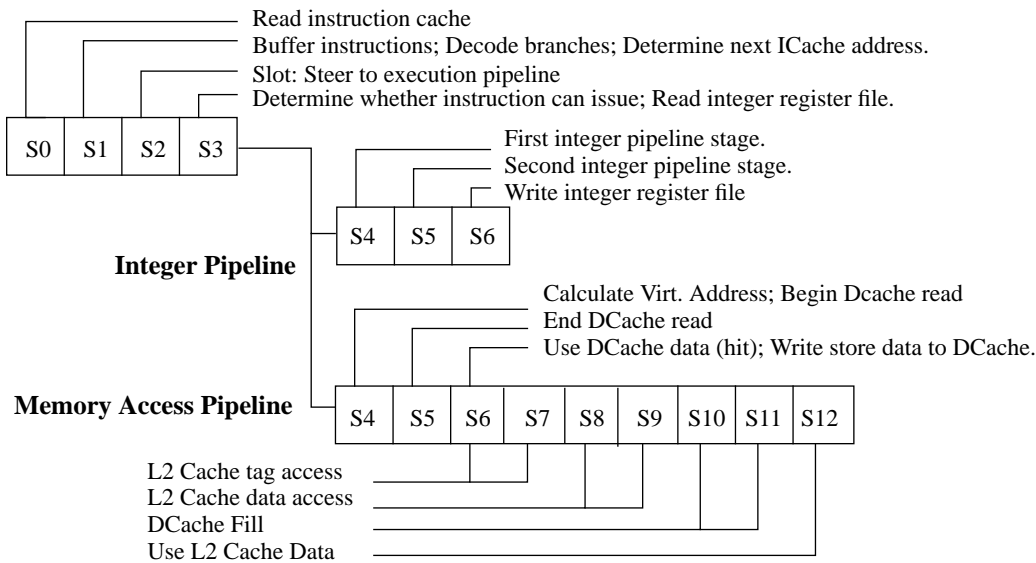 Read instruction cache
Buffer instructions; Decode branches; Determine next ICache address.
Slot: Steer to execution pipeline
Determine whether instruction can issue; Read integer register file.
S0 S1 S2 S3
First integer pipeline stage.
Second integer pipeline stage.
Write integer register file
S4 S5 S6
Integer Pipeline
Calculate Virt. Address; Begin Dcache read
End DCache read
Use DCache data (hit); Write store data to DCache.
Memory Access Pipeline
S4 S5 S6 S7 S8 S9 S10 S11 S12
L2 Cache tag access
L2 Cache data access
DCache Fill
Use L2 Cache Data